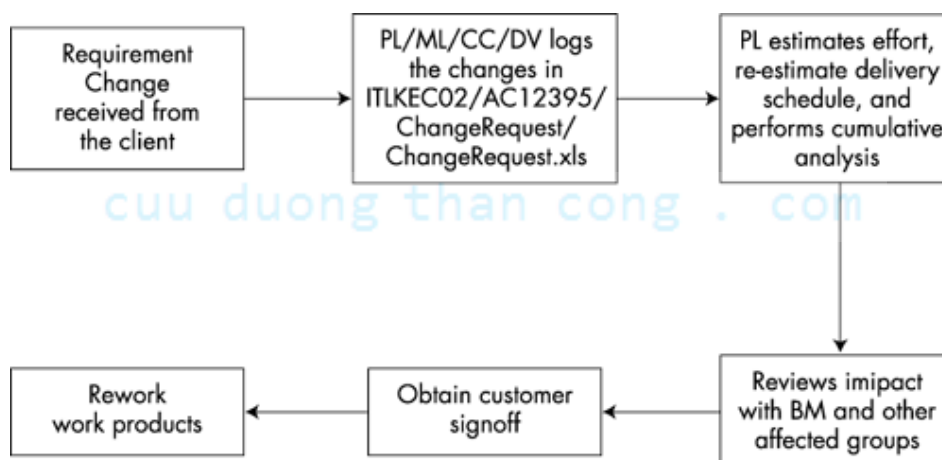 Requirement
Change
received from
the client
PL/ML/CC/DV logs
the changes in
ITLKEC02/AC12395/
ChangeRequest/
ChangeRequest.xls
PL estimates effort,
re-estimate delivery
schedule, and
performs cumulative
analysis
cuu duong than cong . com
Reviews imipact
with BM and other
affected groups
Obtain customer
signoff
Rework
work products